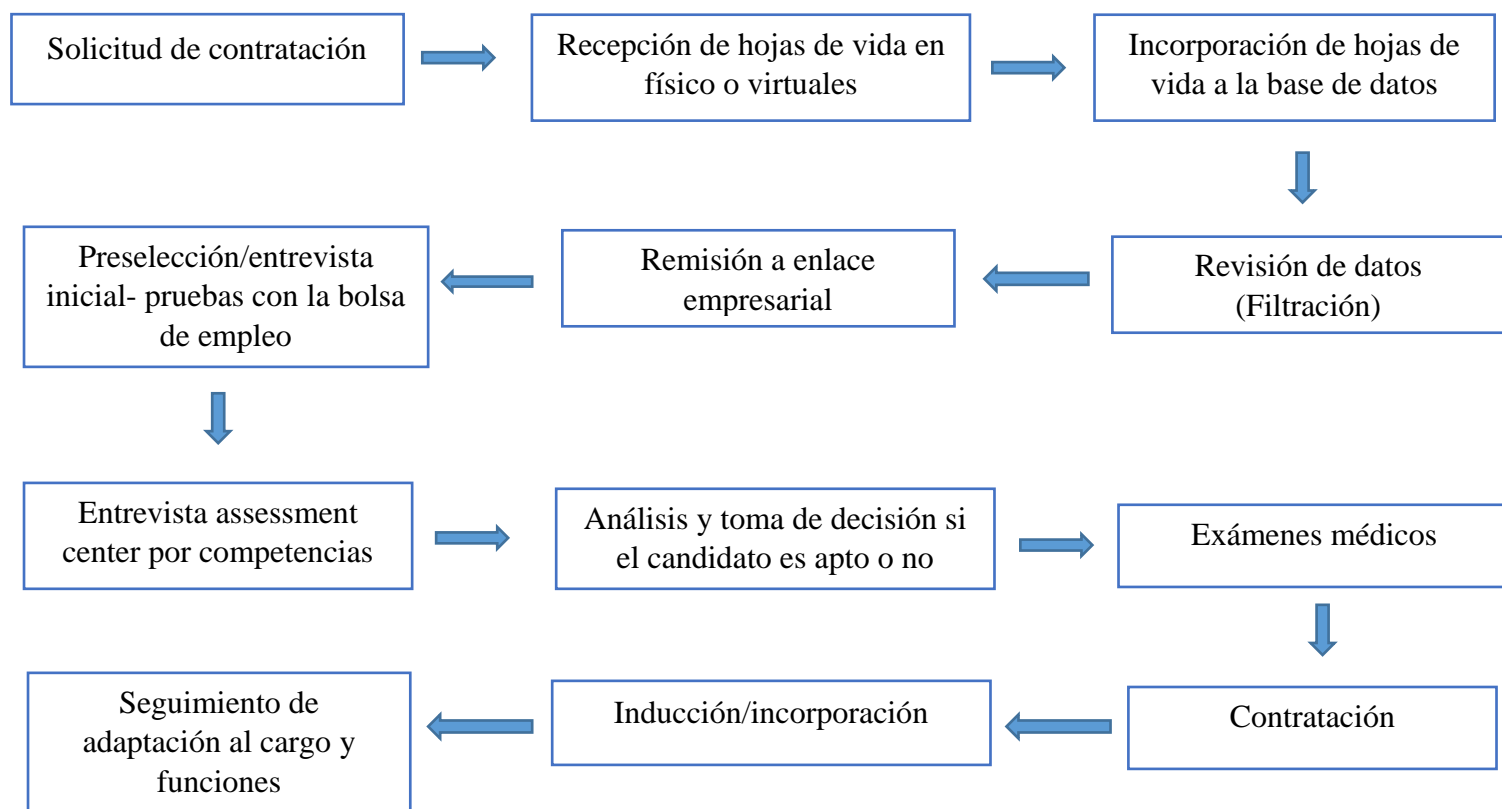 Solicitud de contratación
Recepción de hojas de vida en
físico o virtuales
Incorporación de hojas de
vida a la base de datos
Revisión de datos
(Filtración)
Remisión a enlace
empresarial
Preselección/entrevista
inicial- pruebas con la bolsa
de empleo
Entrevista assessment
center por competencias
Análisis y toma de decisión si
el candidato es apto o no
Exámenes médicos
Contratación
Inducción/incorporación
Seguimiento de
adaptación al cargo y
funciones